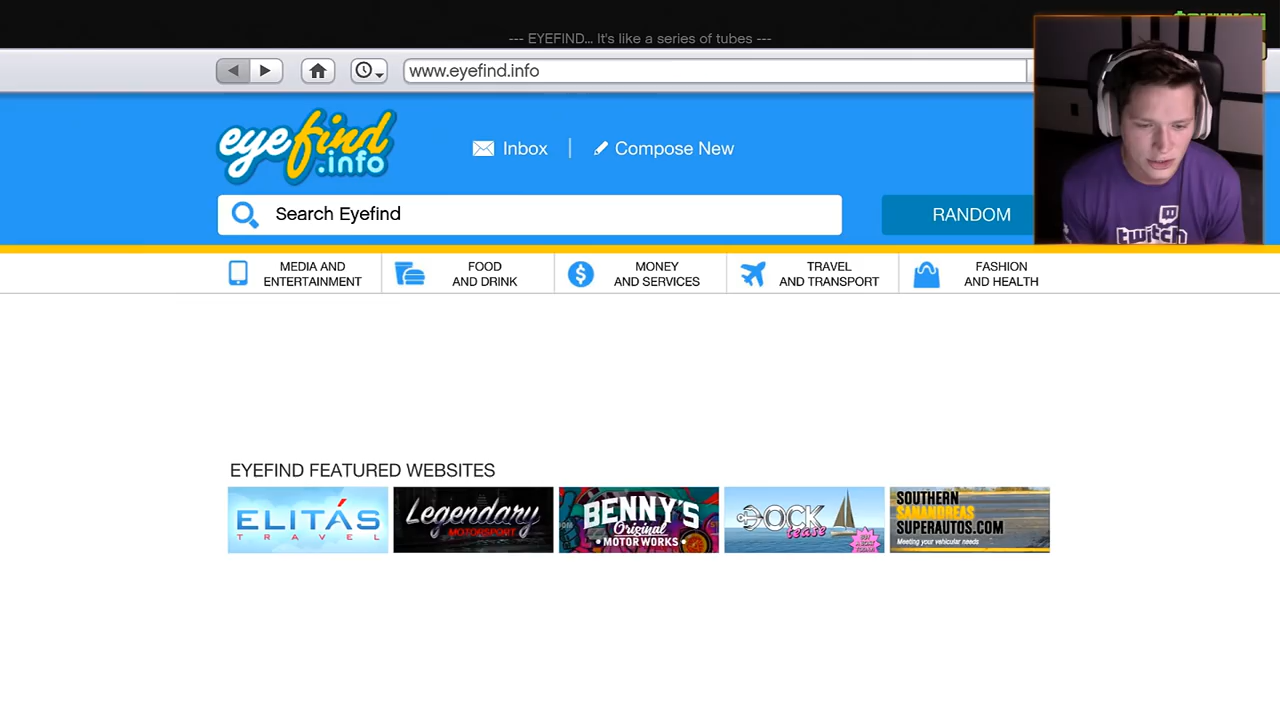 --- EYEFIND... It's like a series of tubes ---
www.eyefind.info
eyefind
.info
Inbox
Compose New
Search Eyefind
RANDOM
MEDIA AND
ENTERTAINMENT
FOOD
AND DRINK
MONEY
AND SERVICES
TRAVEL
AND TRANSPORT
FASHION
AND HEALTH
twitch
EYEFIND FEATURED WEBSITES
ELITÁS
TRAVEL
Legendary
MOTORSPORT
BENNY'S
Original
•MOTORWORKS•
DOCK
tease
SOUTHERN
SANANDREAS
SUPERAUTOS.COM
Meeting your vehicular needs